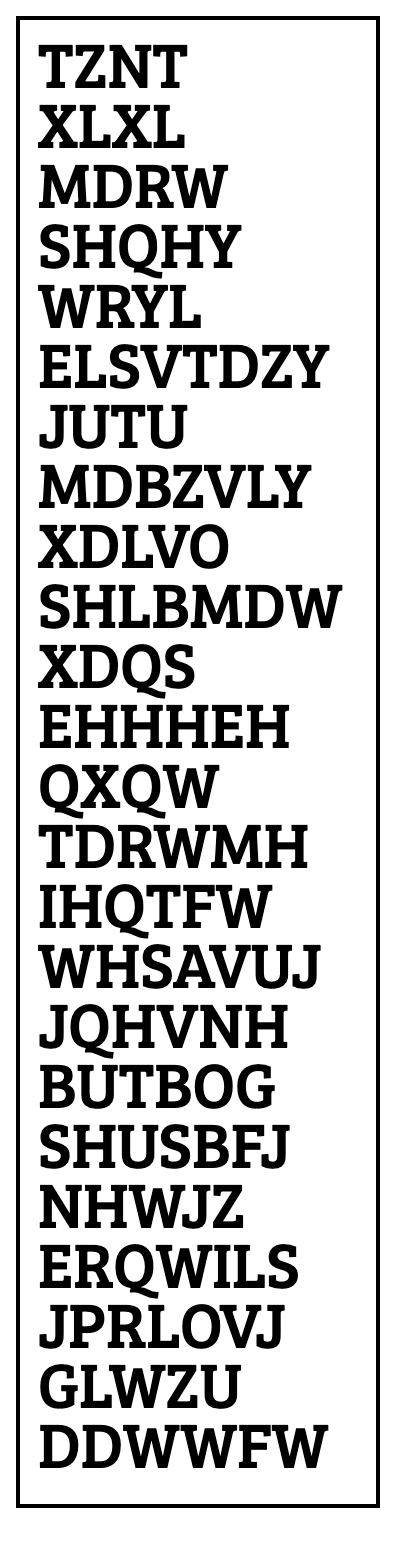 TZNT
XLXL
MDRW
SHQHY
WRYL
ELSVTDZY
JUTU
MDBZVLY
XDLVO
SHLBMDW
XDQS
EHHHEH
QXQW
TDRWMH
IHQTFW
WHSAVUJ
JQHVNH
BUTBOG
SHUSBFJ
NHWJZ
ERQWILS
JPRLOVJ
GLWZU
DDWWFW